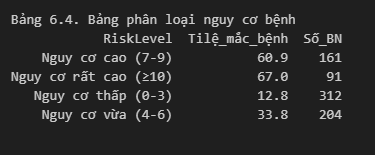 Bảng 6.4. Bảng phân loại nguy cơ bệnh
RiskLevel Tilệ_mắc_bệnh Số_BN
Nguy cơ cao (7-9) 60.9 161
Nguy cơ rất cao (≥10) 67.0 91
Nguy cơ thấp (0-3) 12.8 312
Nguy cơ vừa (4-6) 33.8 204